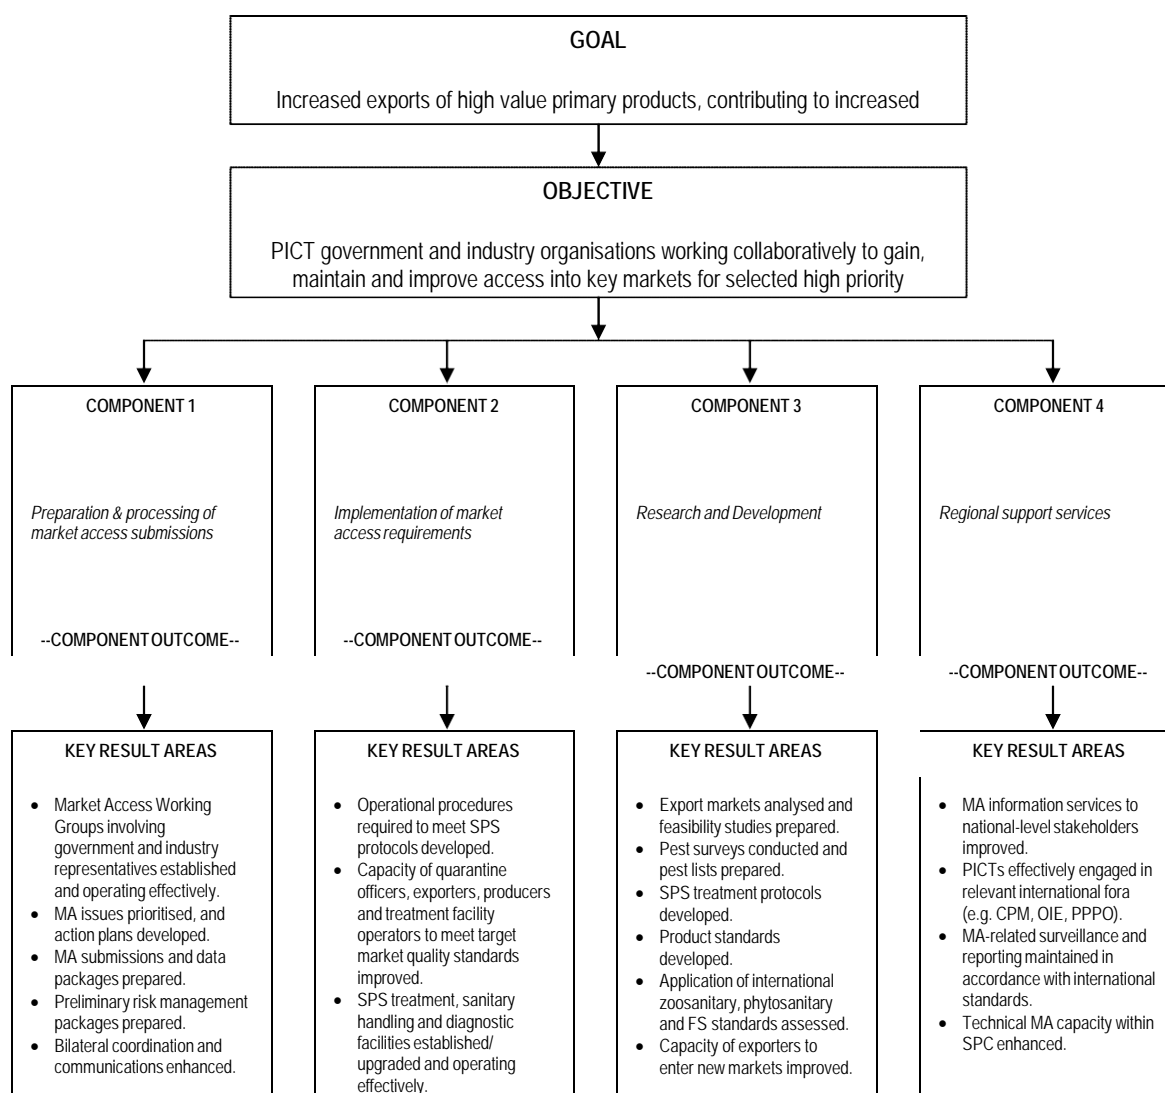 GOAL
Increased exports of high value primary products, contributing to increased
OBJECTIVE
PICT government and industry organisations working collaboratively to gain,
maintain and improve access into key markets for selected high priority
COMPONENT 1
Preparation & processing of
market access submissions
--COMPONENT OUTCOME--
COMPONENT 2
Implementation of market
access requirements
--COMPONENT OUTCOME--
COMPONENT 3
Research and Development
--COMPONENT OUTCOME--
COMPONENT 4
Regional support services
--COMPONENT OUTCOME--
KEY RESULT AREAS
• Market Access Working
Groups involving
government and industry
representatives established
and operating effectively.
• MA issues prioritised, and
action plans developed.
• MA submissions and data
packages prepared.
• Preliminary risk management
packages prepared.
• Bilateral coordination and
communications enhanced.
KEY RESULT AREAS
• Operational procedures
required to meet SPS
protocols developed.
• Capacity of quarantine
officers, exporters, producers
and treatment facility
operators to meet target
market quality standards
improved.
• SPS treatment, sanitary
handling and diagnostic
facilities established/
upgraded and operating
effectively.
KEY RESULT AREAS
• Export markets analysed and
feasibility studies prepared.
• Pest surveys conducted and
pest lists prepared.
• SPS treatment protocols
developed.
• Product standards
developed.
• Application of international
zoosanitary, phytosanitary
and FS standards assessed.
• Capacity of exporters to
enter new markets improved.
KEY RESULT AREAS
• MA information services to
national-level stakeholders
improved.
• PICTs effectively engaged in
relevant international fora
(e.g. CPM, OIE, PPPO).
• MA-related surveillance and
reporting maintained in
accordance with international
standards.
• Technical MA capacity within
SPC enhanced.